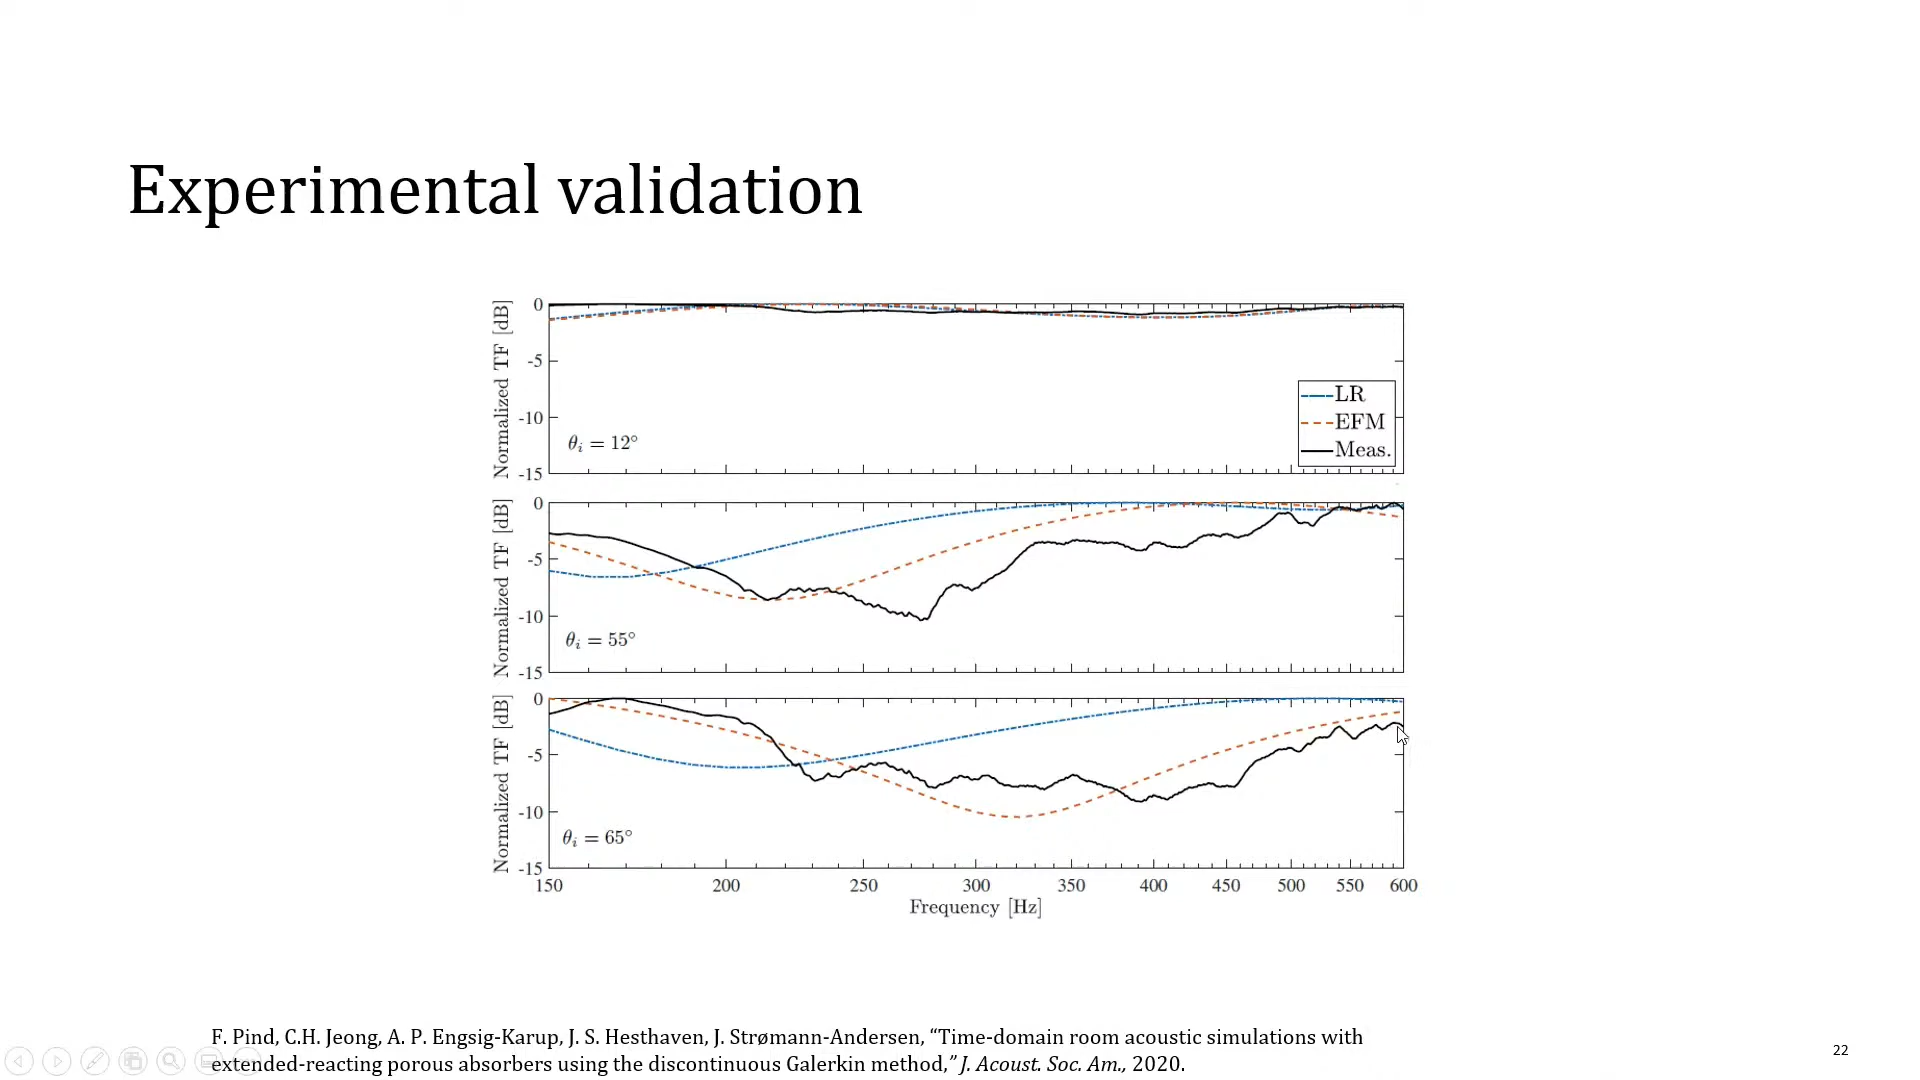 Experimental validation
Normalized TF [dB]
0
-5
-10
-15
θi = 12°
LR
EFM
Meas.
Normalized TF [dB]
0
-5
-10
-15
θi = 55°
Normalized TF [dB]
0
-5
-10
-15
θi = 65°
150 200 250 300 350 400 450 500 550 600
Frequency [Hz]
F. Pind, C.H. Jeong, A. P. Engsig-Karup, J. S. Hesthaven, J. Strømann-Andersen, “Time-domain room acoustic simulations with
extended-reacting porous absorbers using the discontinuous Galerkin method,” J. Acoust. Soc. Am., 2020.
22